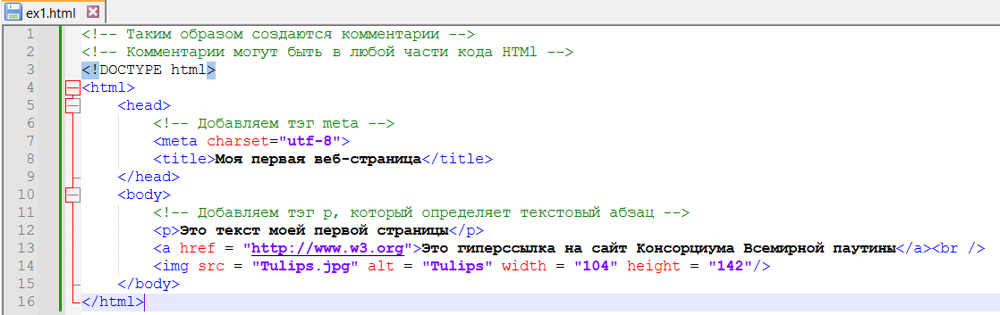 ex1.html
1 <!-- Таким образом создаются комментарии -->
2 <!-- Комментарии могут быть в любой части кода HTMl -->
3 <!DOCTYPE html>
4 <html>
5 <head>
6 <!-- Добавляем тэг meta -->
7 <meta charset="utf-8">
8 <title>Моя первая веб-страница</title>
9 </head>
10 <body>
11 <!-- Добавляем тэг p, который определяет текстовый абзац -->
12 <p>Это текст моей первой страницы</p>
13 <a href = "http://www.w3.org">Это гиперссылка на сайт Консорциума Всемирной паутины</a><br />
14 <img src = "Tulips.jpg" alt = "Tulips" width = "104" height = "142"/>
15 </body>
16 </html>